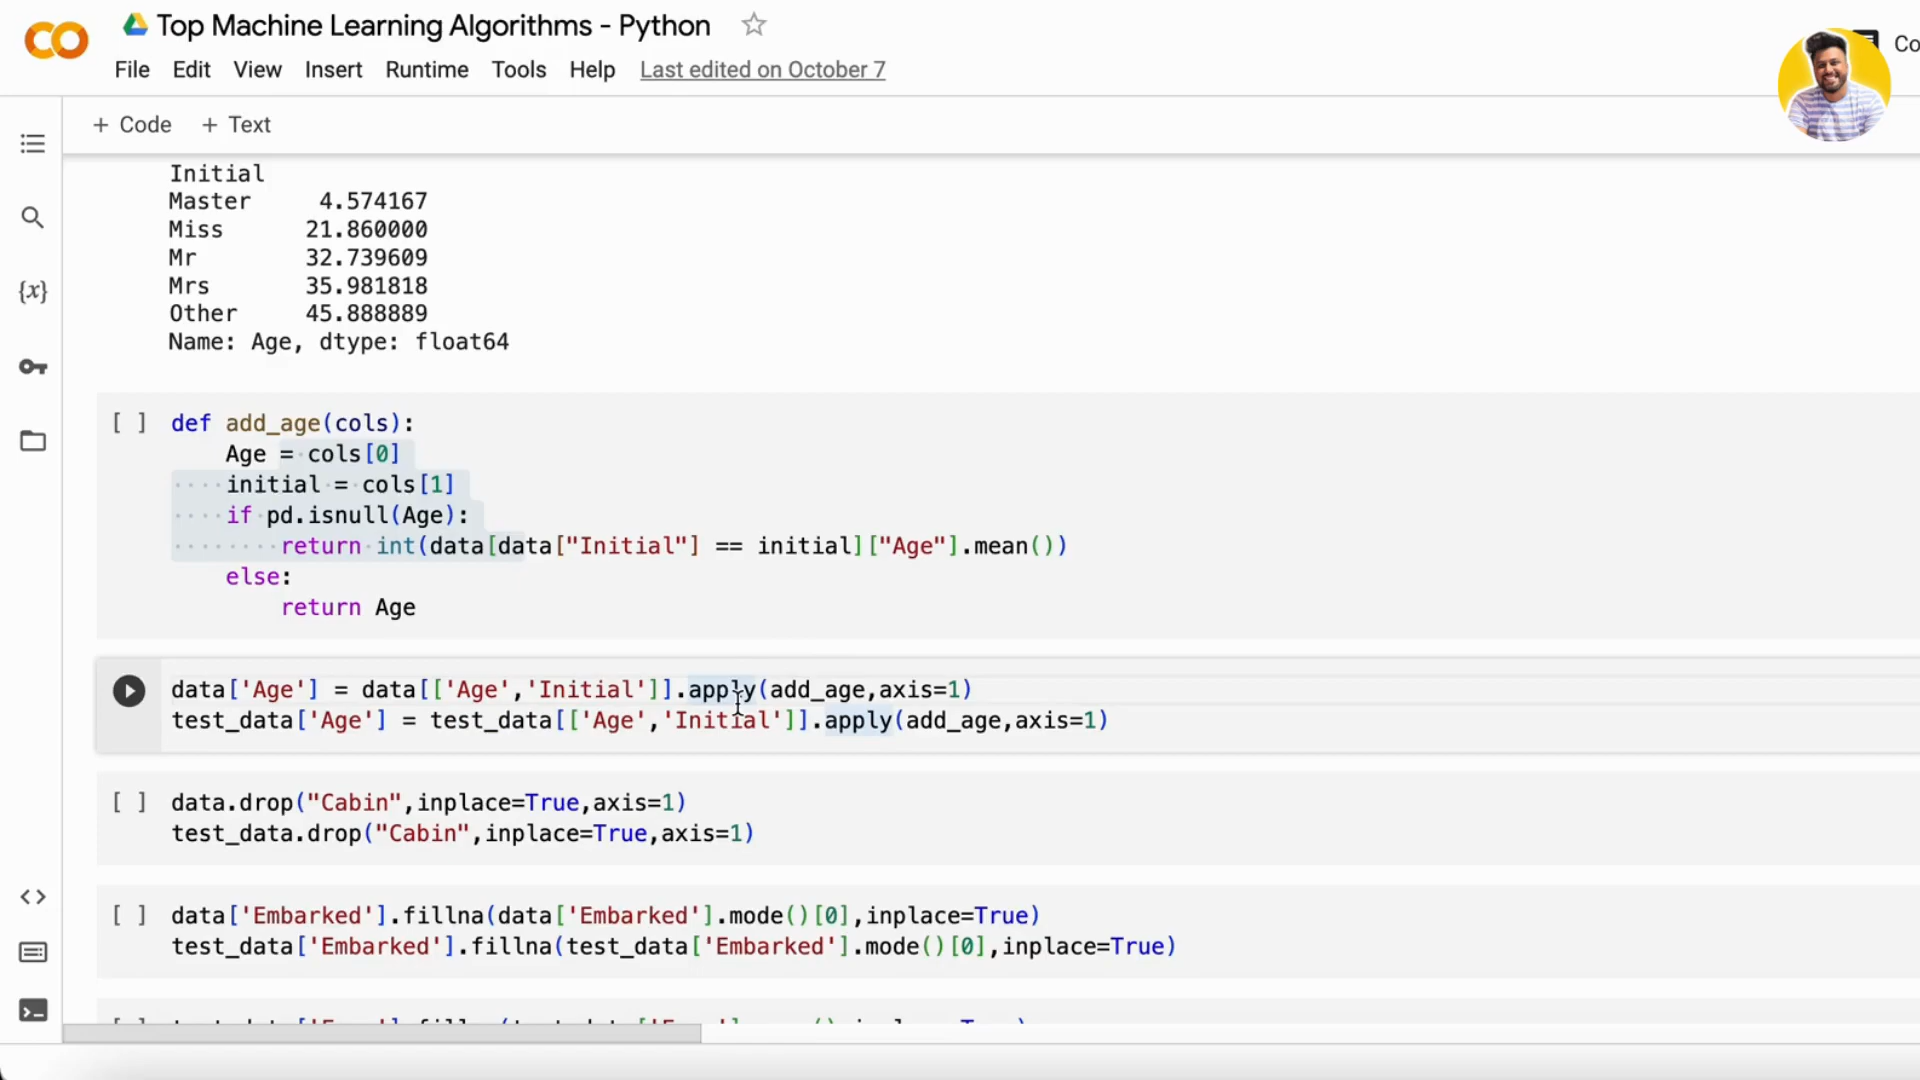 Top Machine Learning Algorithms - Python
Co
File Edit View Insert Runtime Tools Help Last edited on October 7
+ Code + Text
Initial
Master 4.574167
Miss 21.860000
Mr 32.739609
Mrs 35.981818
Other 45.888889
Name: Age, dtype: float64
[ ] def add_age(cols):
Age = cols[0]
initial = cols[1]
if pd.isnull(Age):
return int(data[data["Initial"] == initial]["Age"].mean())
else:
return Age
data['Age'] = data[['Age','Initial']].apply(add_age,axis=1)
test_data['Age'] = test_data[['Age','Initial']].apply(add_age,axis=1)
[ ] data.drop("Cabin",inplace=True,axis=1)
test_data.drop("Cabin",inplace=True,axis=1)
[ ] data['Embarked'].fillna(data['Embarked'].mode()[0],inplace=True)
test_data['Embarked'].fillna(test_data['Embarked'].mode()[0],inplace=True)